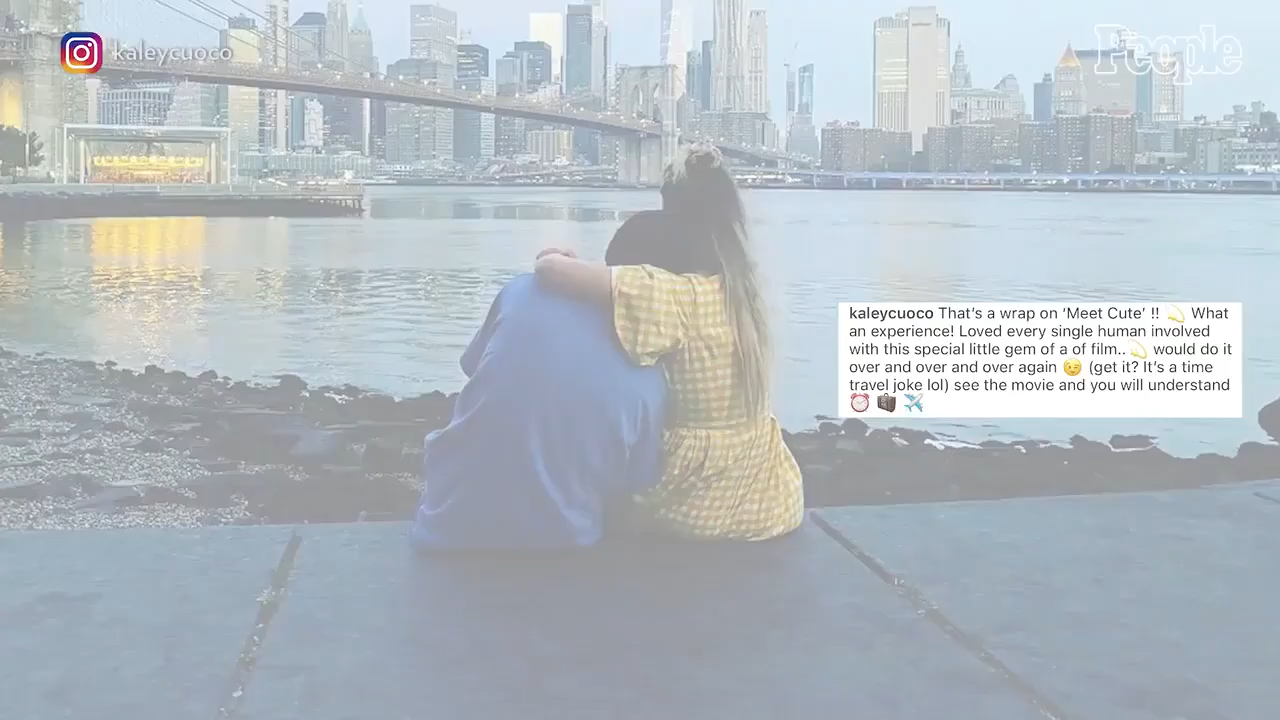 kaleycuoco
People
kaleycuoco That's a wrap on 'Meet Cute' !! 💫 What
an experience! Loved every single human involved
with this special little gem of a of film.. 💫 would do it
over and over and over again 😉 (get it? It's a time
travel joke lol) see the movie and you will understand
⏰ 🧳 ✈️